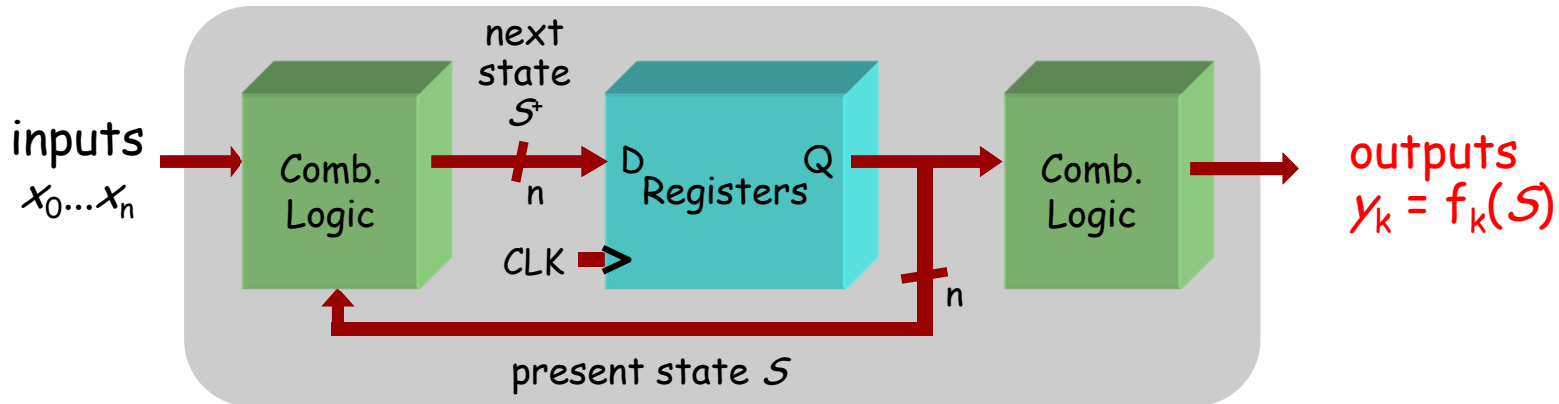 next
state
S⁺
inputs
x₀...xₙ
Comb.
Logic
n
D
Q
Registers
CLK
n
Comb.
Logic
outputs
yₖ = fₖ(S)
present state S